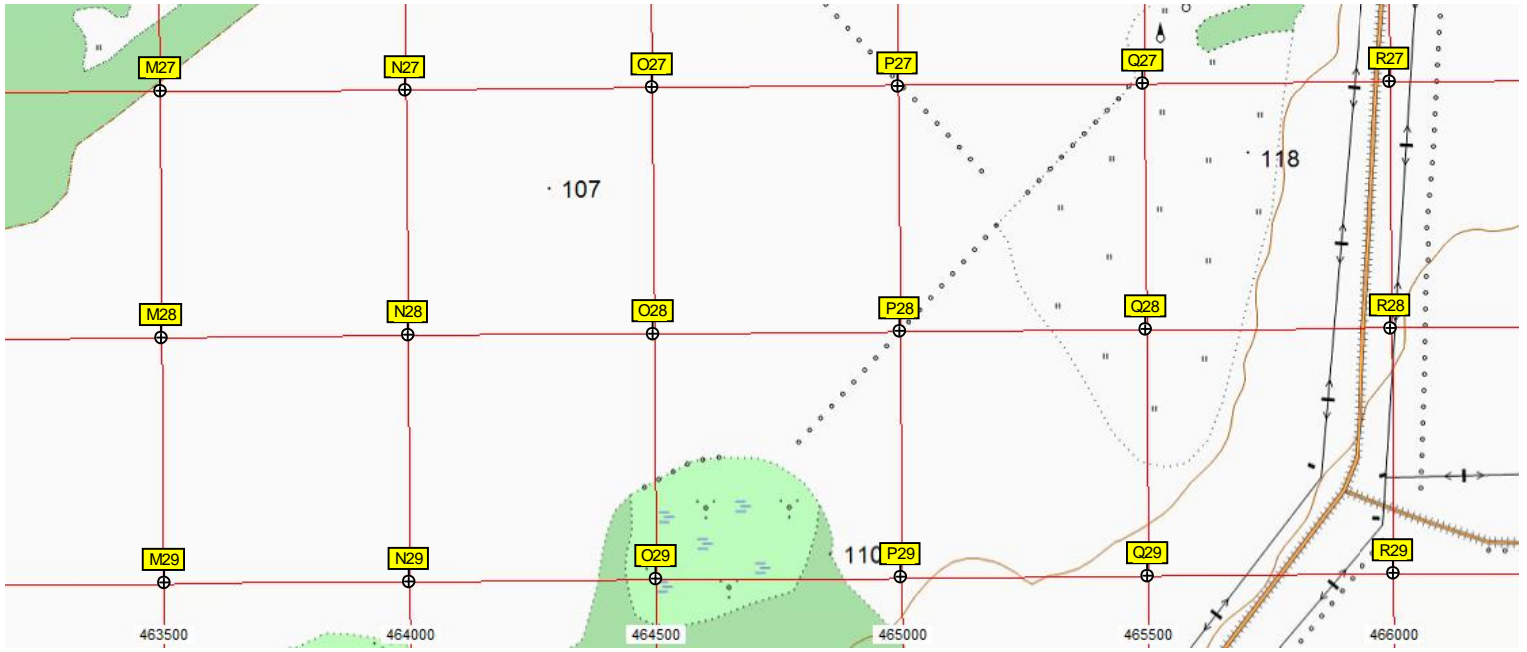 M27 N27 O27 P27 Q27 R27
118
107
M28 N28 O28 P28 Q28 R28
M29 N29 O29 110 P29 Q29 R29
463500 464000 464500 465000 465500 466000